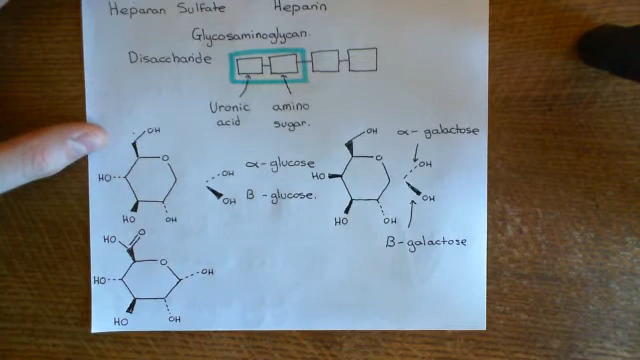 Heparan Sulfate Heparin
Glycosaminoglycan.
Disaccharide
Uronic acid
amino sugar.
OH
O
HO
HO
OH
OH
OH
α-glucose
β-glucose.
OH
O
HO
HO
OH
α-galactose
OH
OH
β-galactose
HO
O
O
HO
HO
OH
OH